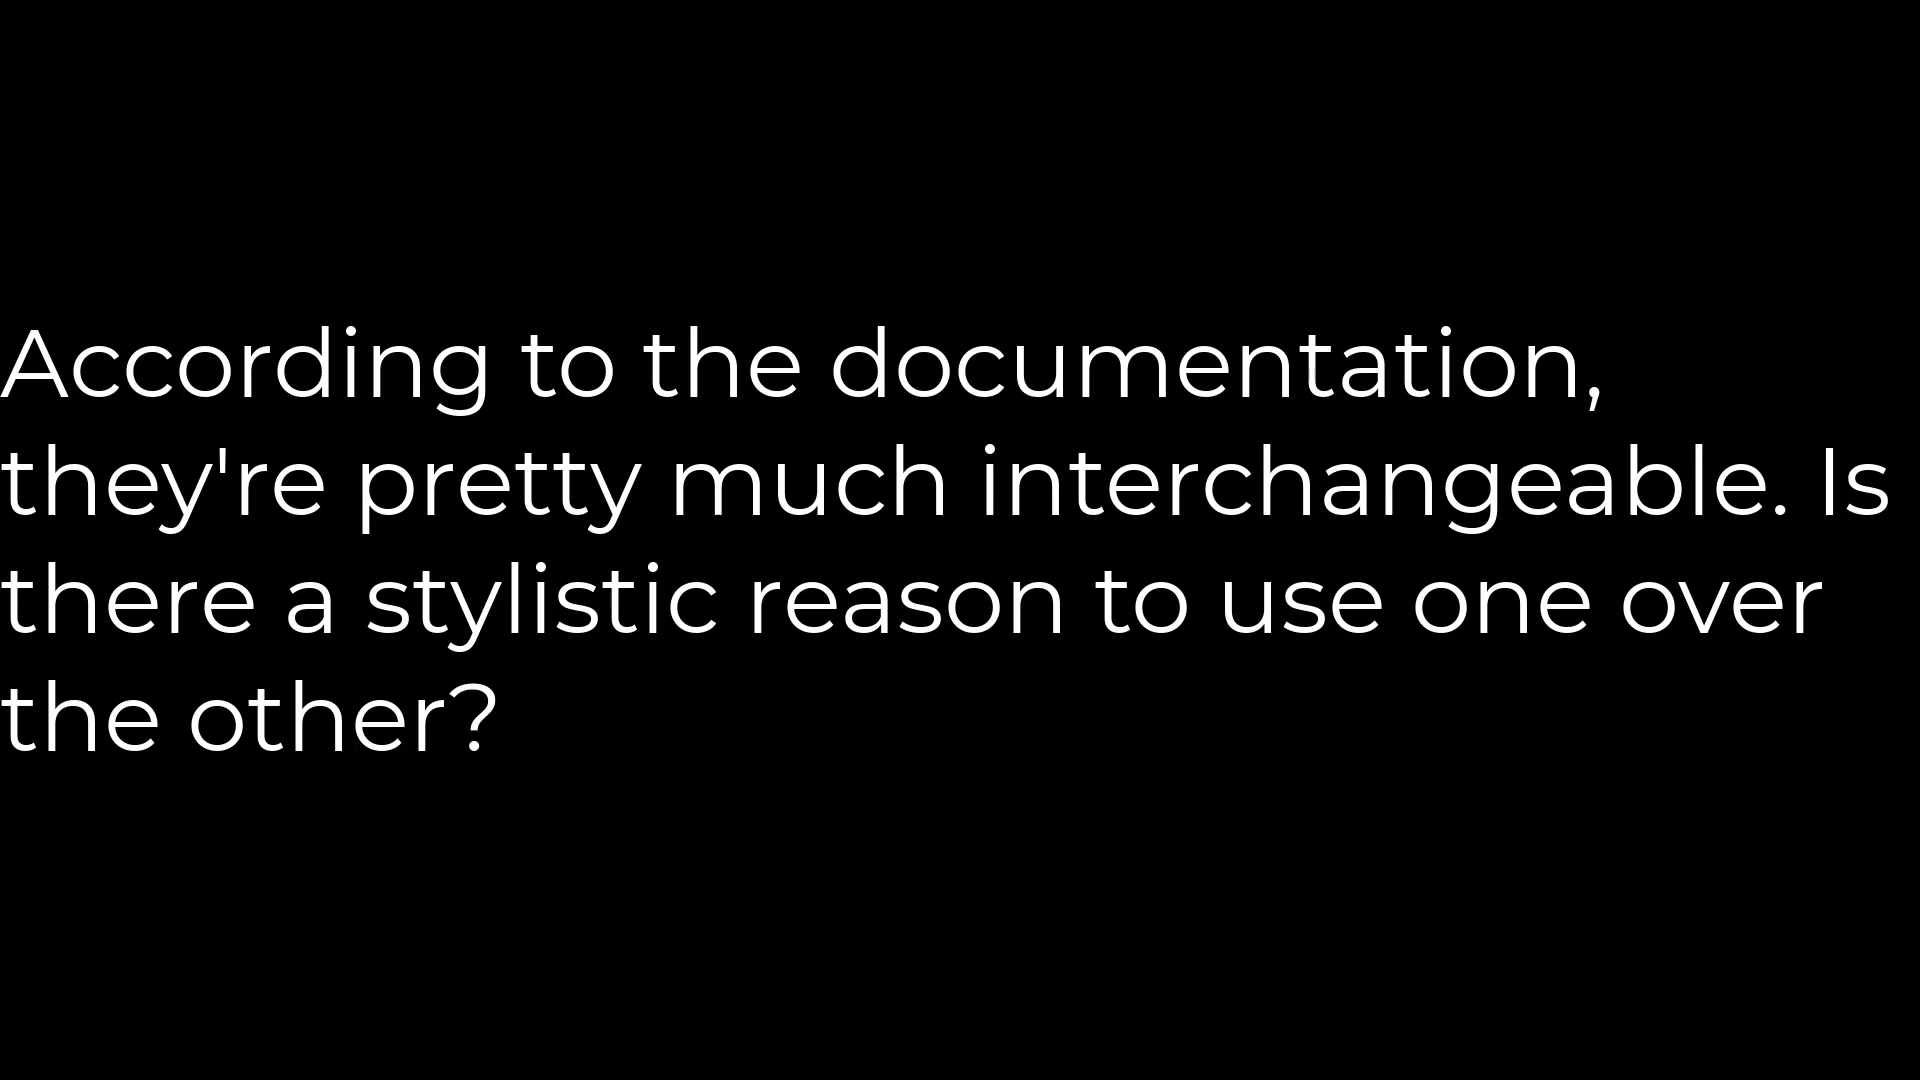 According to the documentation,
they're pretty much interchangeable. Is
there a stylistic reason to use one over
the other?